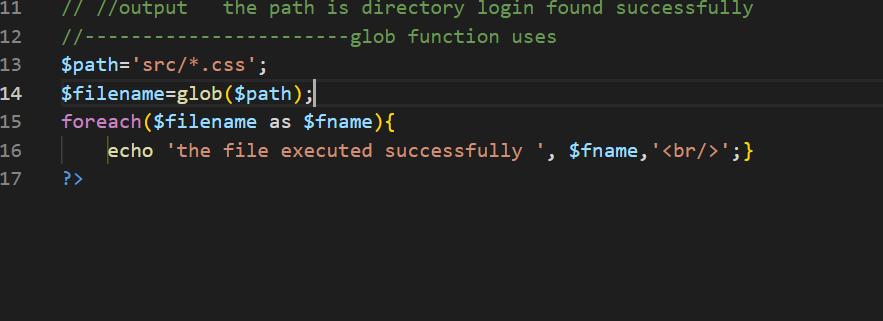 11 // //output   the path is directory login found successfully
12 //-----------------------glob function uses
13 $path='src/*.css';
14 $filename=glob($path);
15 foreach($filename as $fname){
16     echo 'the file executed successfully ', $fname,'<br/>';}
17 ?>